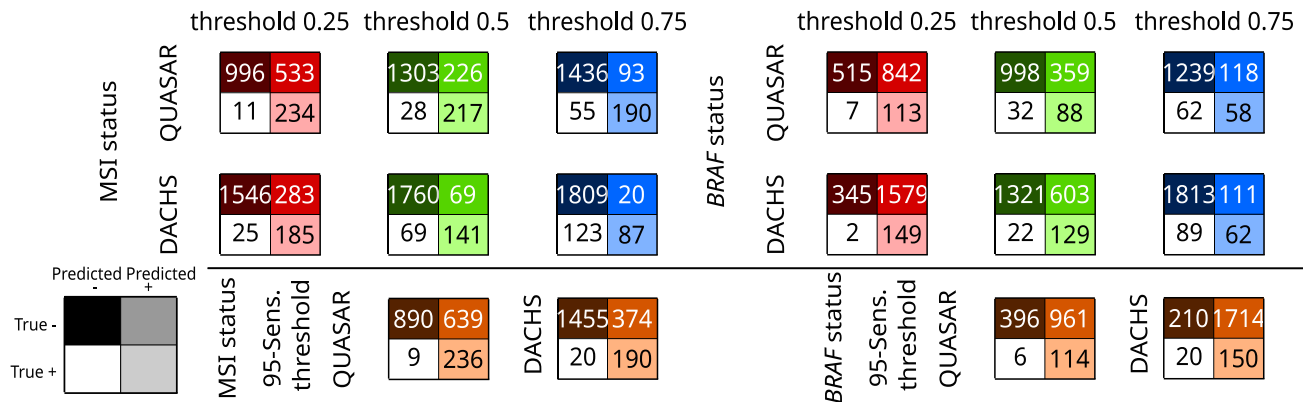 threshold 0.25 threshold 0.5 threshold 0.75 threshold 0.25 threshold 0.5 threshold 0.75
MSI status
QUASAR
996 533 1303 226 1436 93
11 234 28 217 55 190
DACHS
1546 283 1760 69 1809 20
25 185 69 141 123 87
BRAF status
QUASAR
515 842 998 359 1239 118
7 113 32 88 62 58
DACHS
345 1579 1321 603 1813 111
2 149 22 129 89 62
Predicted Predicted
- +
True -
True +
MSI status
95-Sens.
threshold
QUASAR
890 639
9 236
DACHS
1455 374
20 190
BRAF status
95-Sens.
threshold
QUASAR
396 961
6 114
DACHS
210 1714
20 150